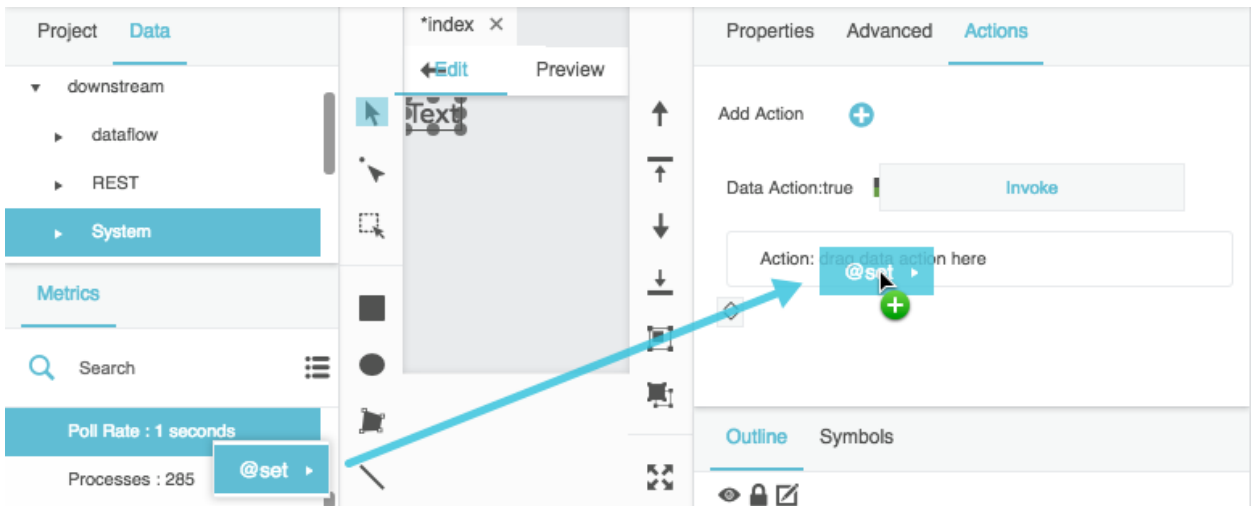 Project Data
downstream
dataflow
REST
System
Metrics
Search
Poll Rate : 1 seconds
Processes : 285
@set
*index
Edit Preview
Text
Properties Advanced Actions
Add Action
Data Action:true
Invoke
Action: drag data action here
@set
Outline Symbols